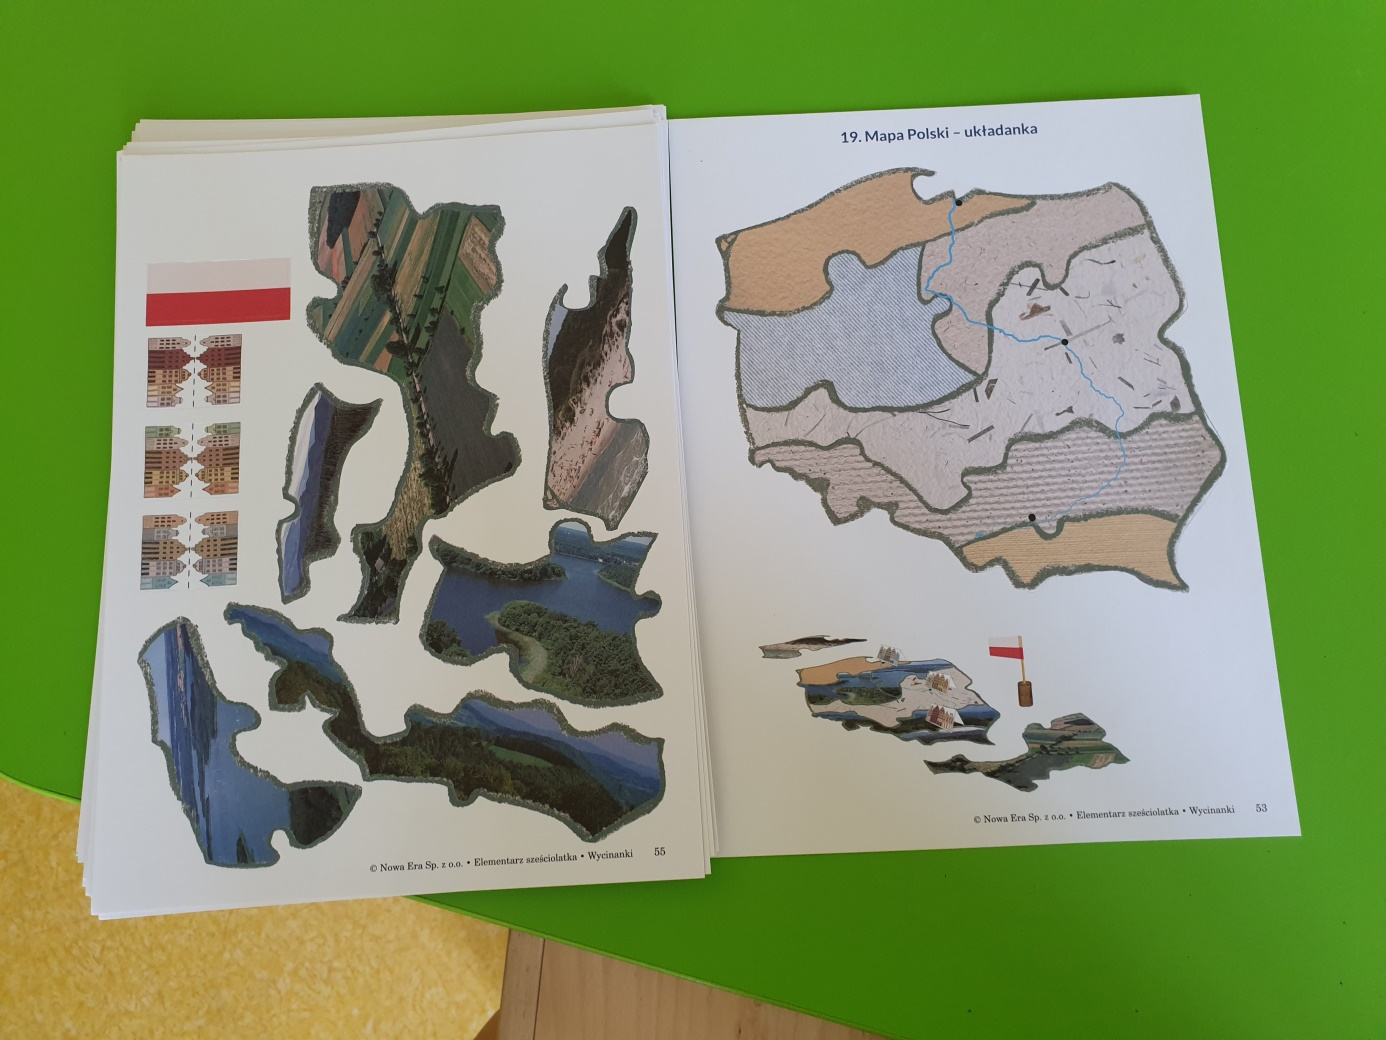 © Nowa Era Sp. z o.o. • Elementarz sześciolatka • Wycinanki 55
19. Mapa Polski – układanka
© Nowa Era Sp. z o.o. • Elementarz sześciolatka • Wycinanki 53